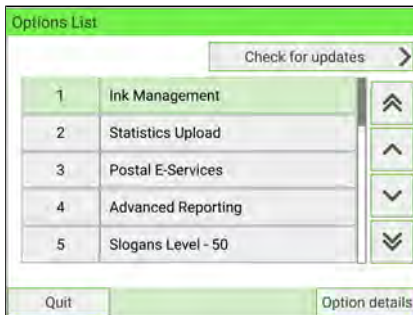 Options List
Check for updates
1 Ink Management
2 Statistics Upload
3 Postal E-Services
4 Advanced Reporting
5 Slogans Level - 50
Quit Option details